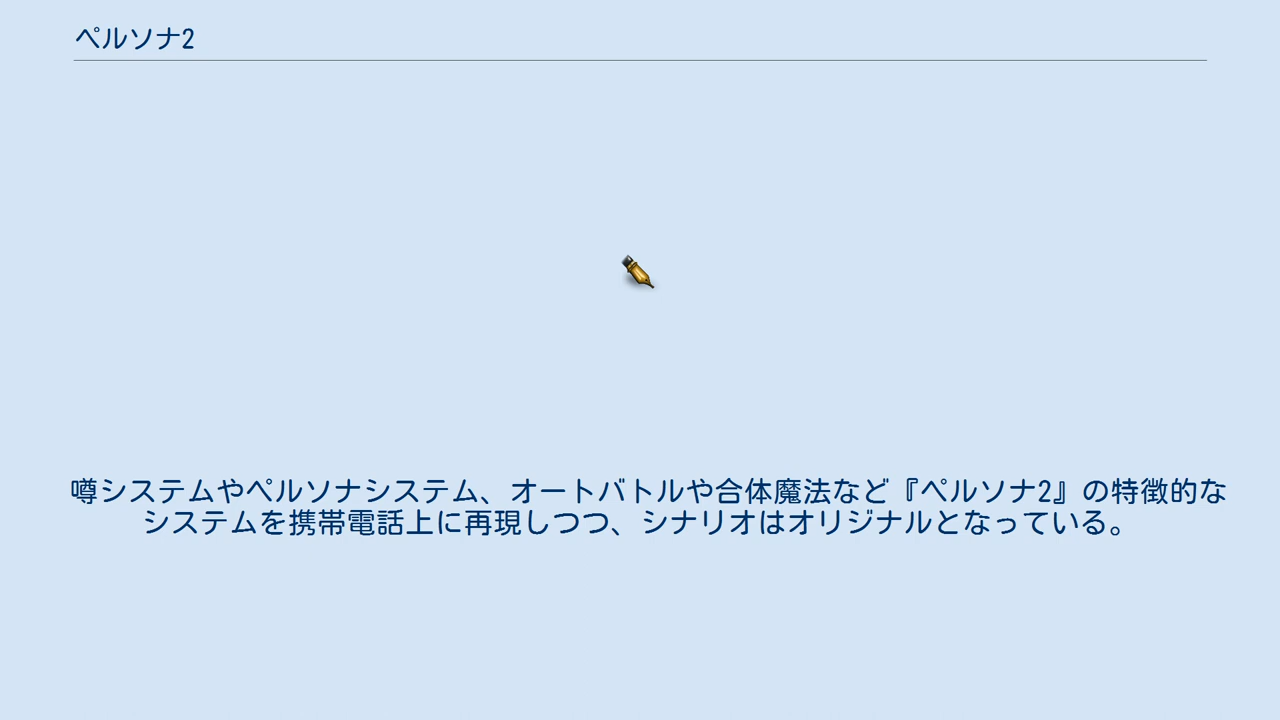 ペルソナ2
噂システムやペルソナシステム、オートバトルや合体魔法など『ペルソナ2』の特徴的な
システムを携帯電話上に再現しつつ、シナリオはオリジナルとなっている。